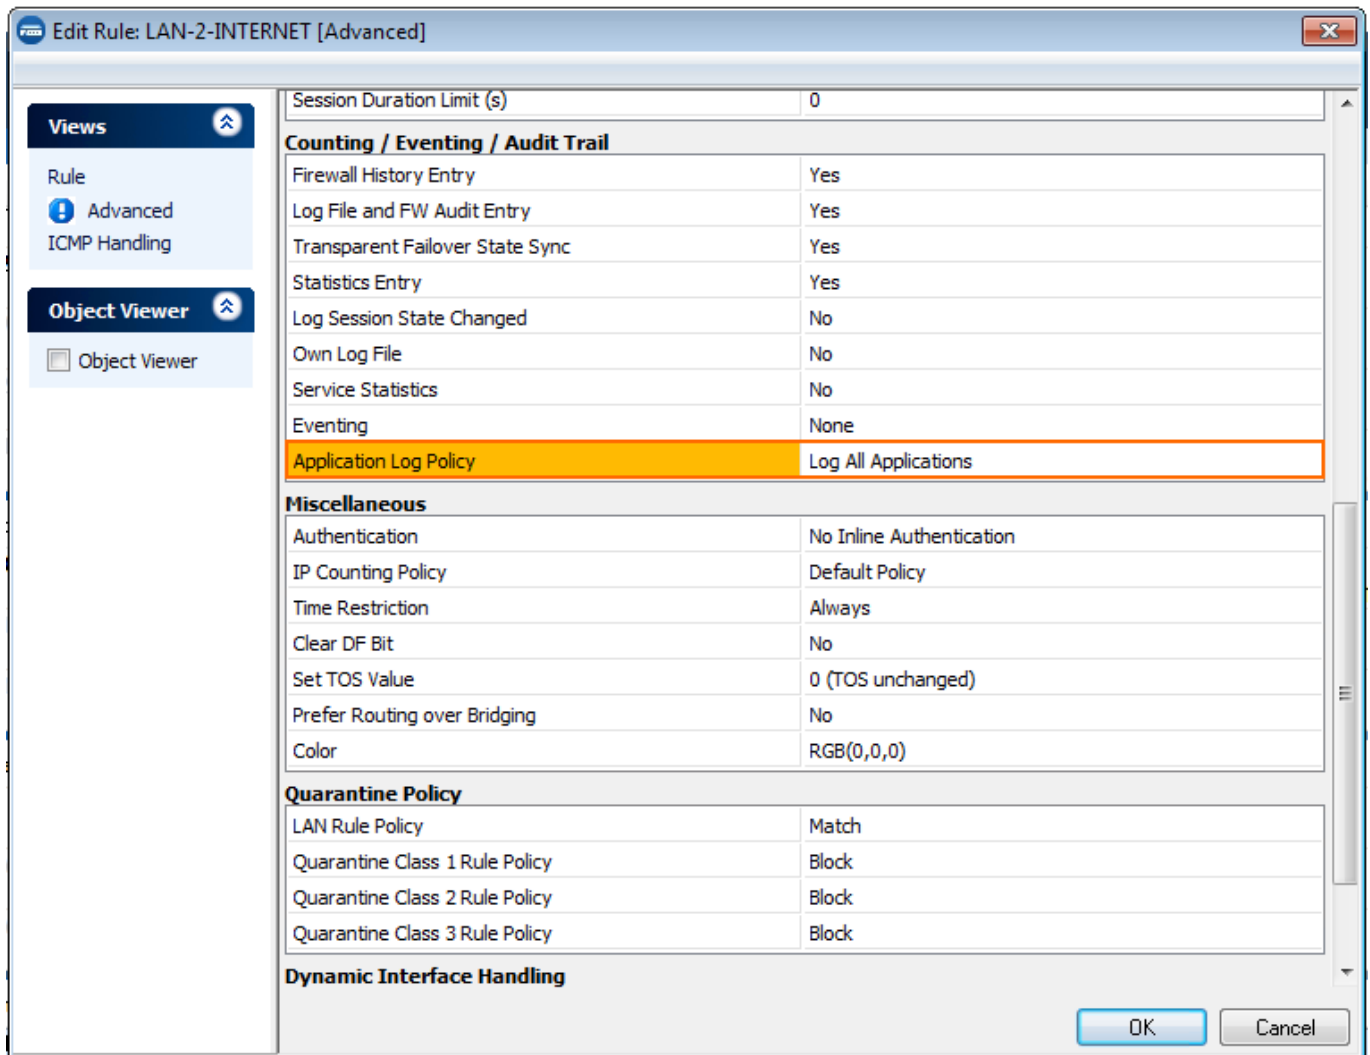 Edit Rule: LAN-2-INTERNET [Advanced]
Views
Rule
Advanced
ICMP Handling
Object Viewer
Object Viewer
Session Duration Limit (s) 0
Counting / Eventing / Audit Trail
Firewall History Entry Yes
Log File and FW Audit Entry Yes
Transparent Failover State Sync Yes
Statistics Entry Yes
Log Session State Changed No
Own Log File No
Service Statistics No
Eventing None
Application Log Policy Log All Applications
Miscellaneous
Authentication No Inline Authentication
IP Counting Policy Default Policy
Time Restriction Always
Clear DF Bit No
Set TOS Value 0 (TOS unchanged)
Prefer Routing over Bridging No
Color RGB(0,0,0)
Quarantine Policy
LAN Rule Policy Match
Quarantine Class 1 Rule Policy Block
Quarantine Class 2 Rule Policy Block
Quarantine Class 3 Rule Policy Block
Dynamic Interface Handling
OK Cancel